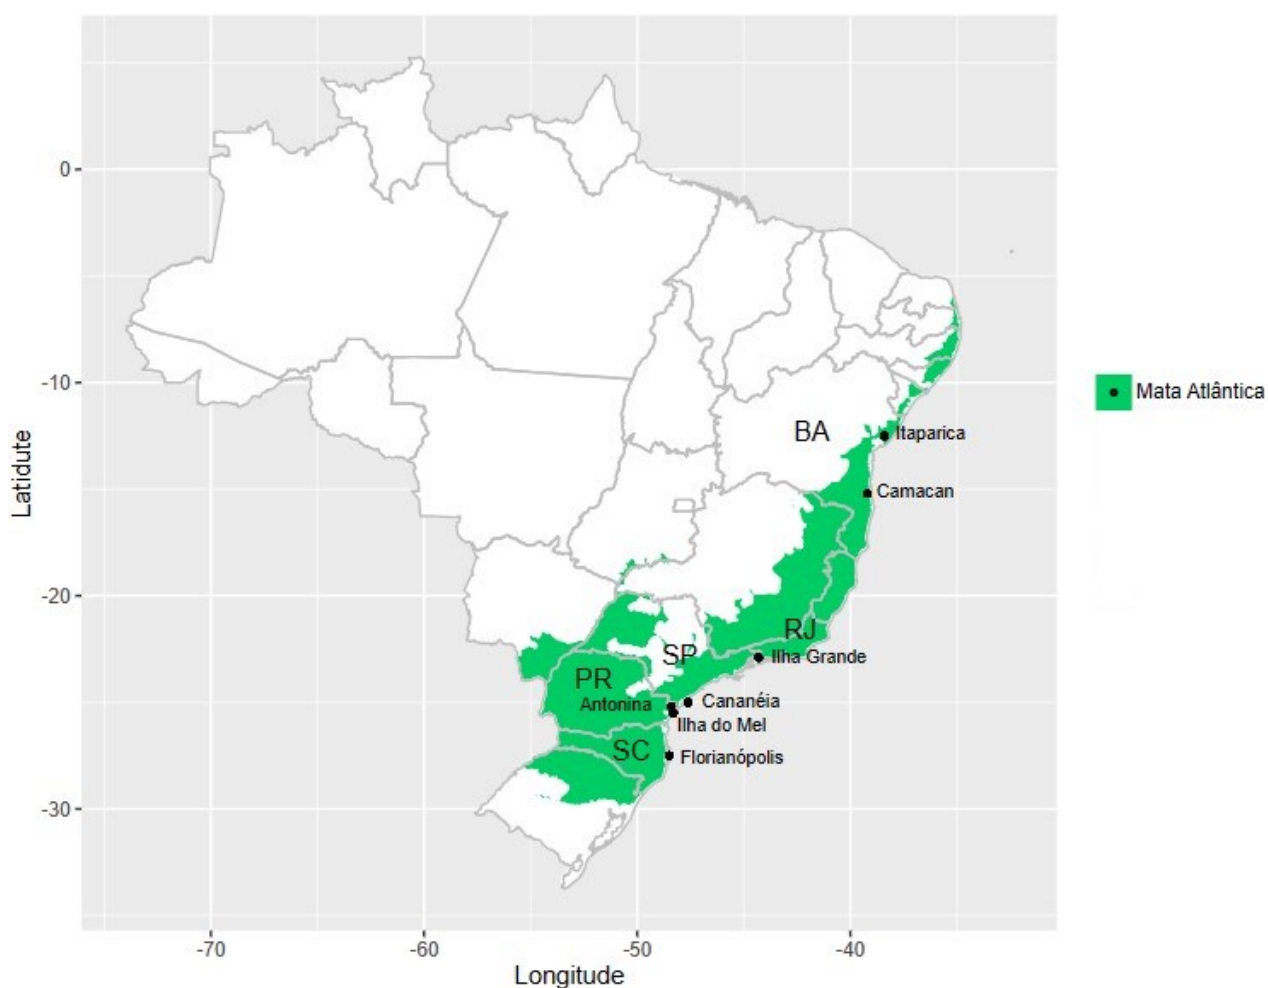 Latidute
0
-10
-20
-30
BA
Itaparica
Camacan
RJ
SP
Ilha Grande
PR
Antonina
Cananéia
Ilha do Mel
SC
Florianópolis
-70
-60
-50
-40
Longitude
Mata Atlântica